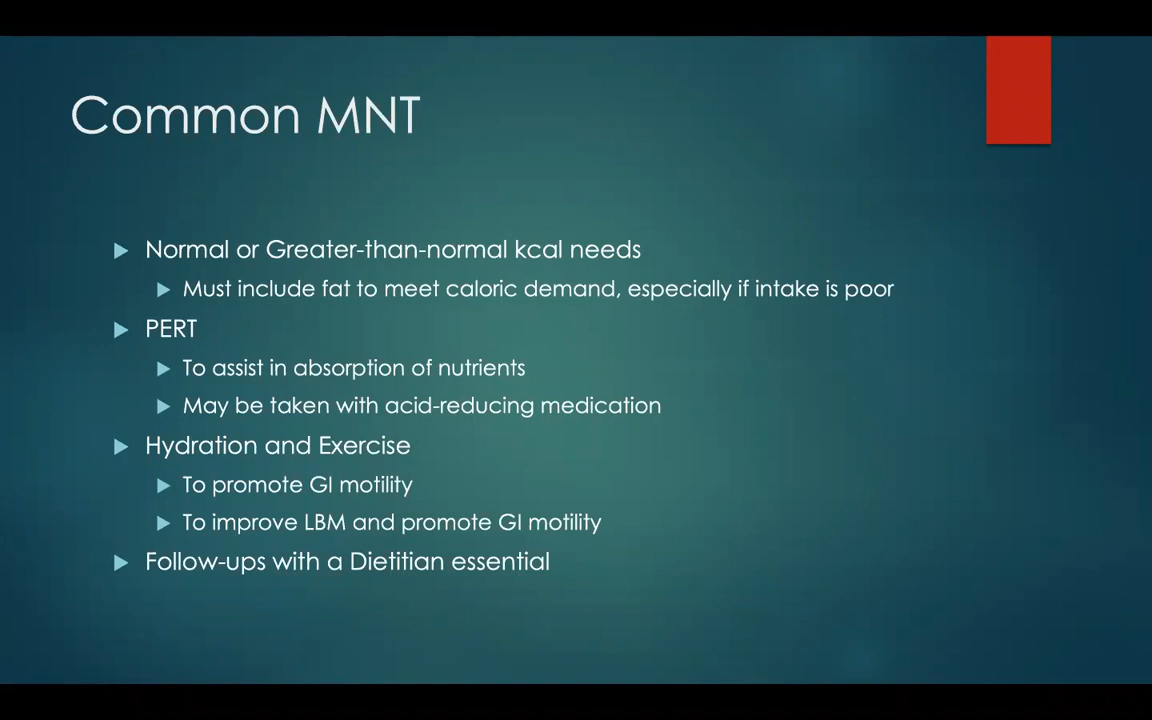 Common MNT
Normal or Greater-than-normal kcal needs
Must include fat to meet caloric demand, especially if intake is poor
PERT
To assist in absorption of nutrients
May be taken with acid-reducing medication
Hydration and Exercise
To promote GI motility
To improve LBM and promote GI motility
Follow-ups with a Dietitian essential